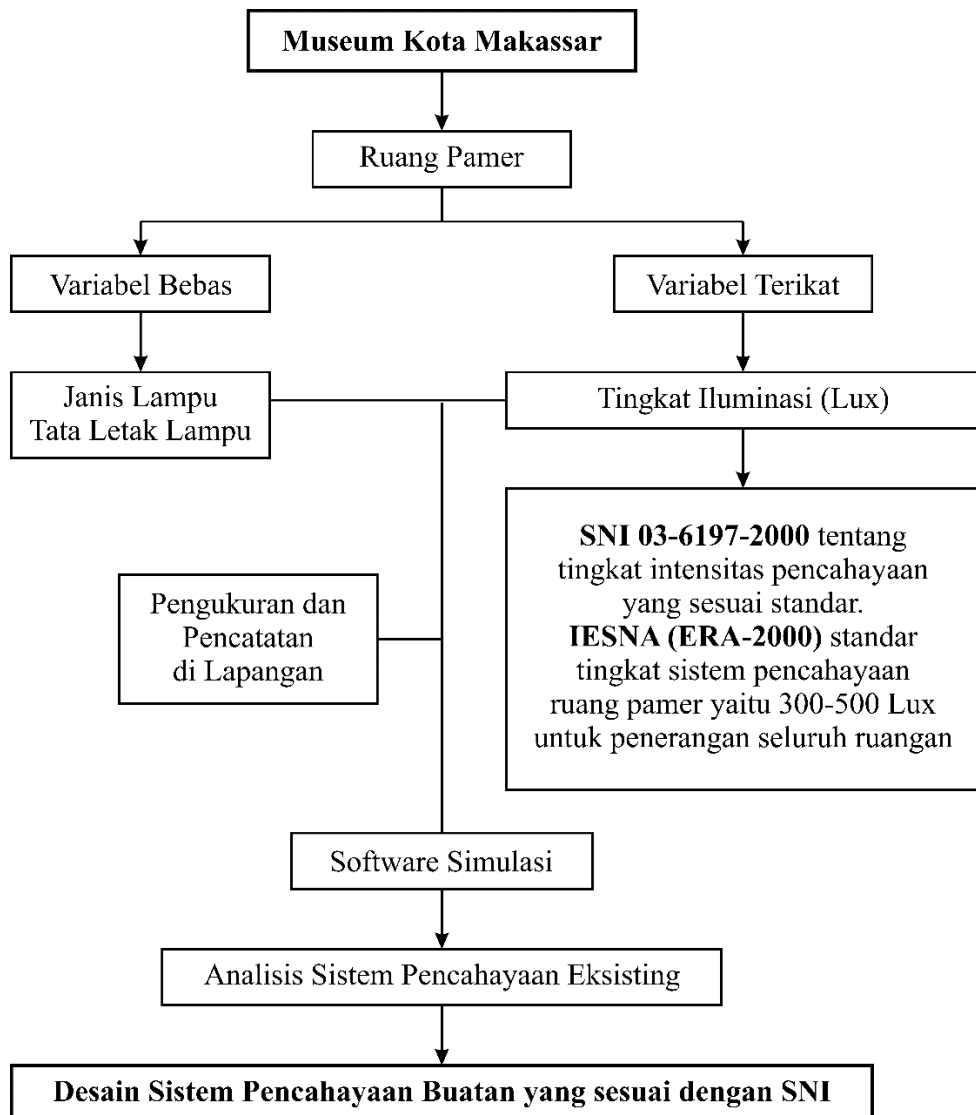 Museum Kota Makassar
Ruang Pamer
Variabel Bebas
Variabel Terikat
Janis Lampu
Tata Letak Lampu
Tingkat Iluminasi (Lux)
SNI 03-6197-2000 tentang
tingkat intensitas pencahayaan
yang sesuai standar.
IESNA (ERA-2000) standar
tingkat sistem pencahayaan
ruang pamer yaitu 300-500 Lux
untuk penerangan seluruh ruangan
Pengukuran dan
Pencatatan
di Lapangan
Software Simulasi
Analisis Sistem Pencahayaan Eksisting
Desain Sistem Pencahayaan Buatan yang sesuai dengan SNI